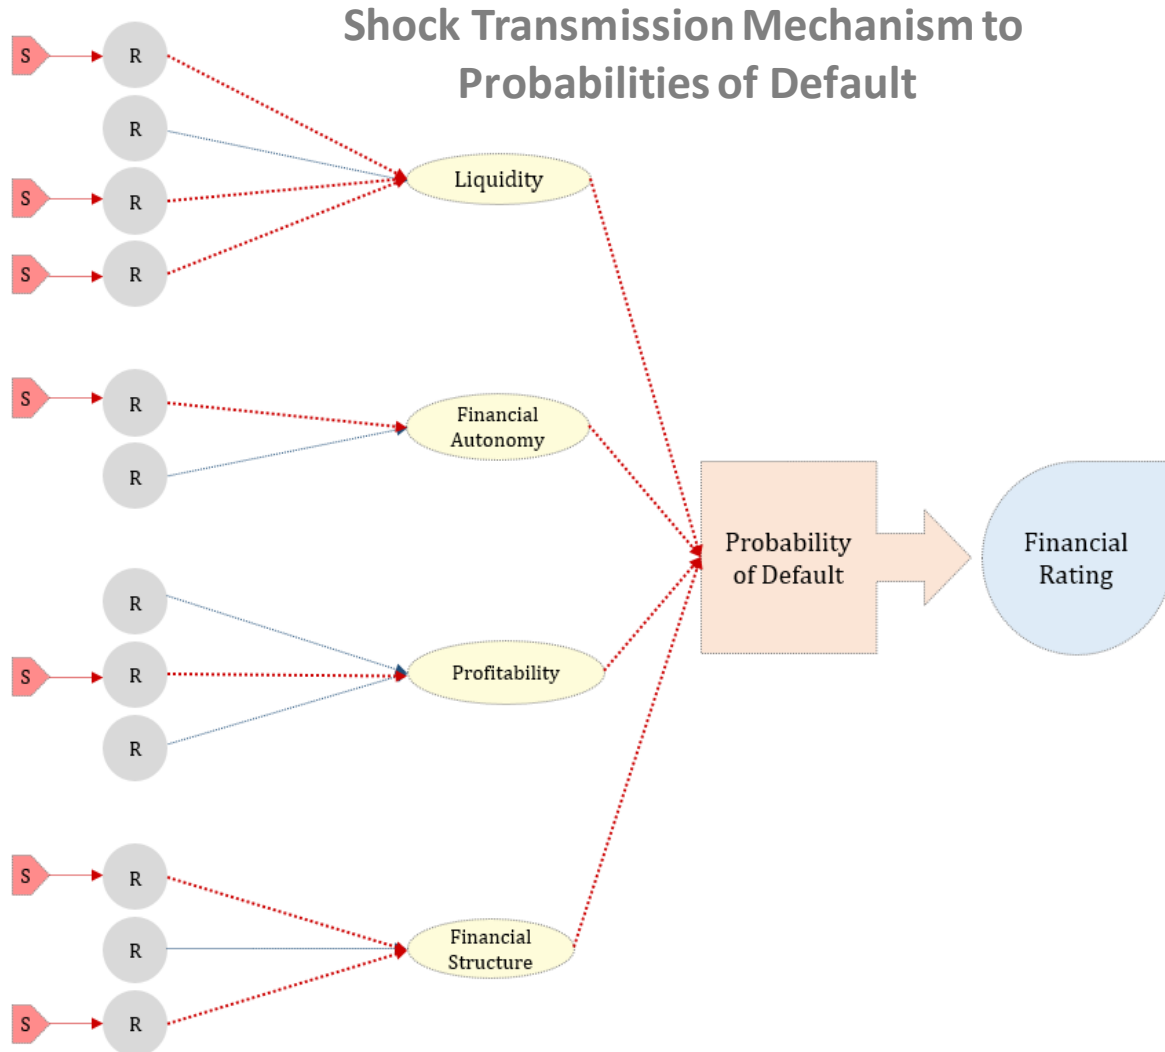 Shock Transmission Mechanism to
Probabilities of Default
S
R
R
S
R
S
R
Liquidity
S
R
R
Financial
Autonomy
R
S
R
R
Profitability
S
R
R
S
R
Financial
Structure
Probability
of Default
Financial
Rating